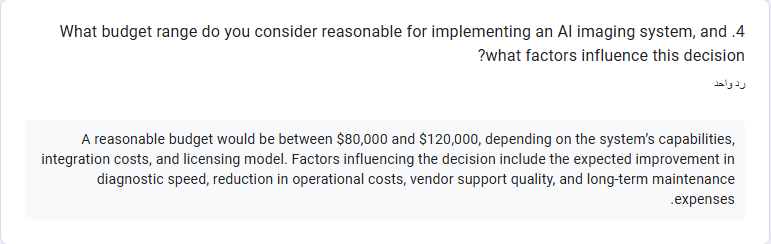 What budget range do you consider reasonable for implementing an AI imaging system, and .4
?what factors influence this decision
رد واحد
A reasonable budget would be between $80,000 and $120,000, depending on the system's capabilities,
integration costs, and licensing model. Factors influencing the decision include the expected improvement in
diagnostic speed, reduction in operational costs, vendor support quality, and long-term maintenance
.expenses